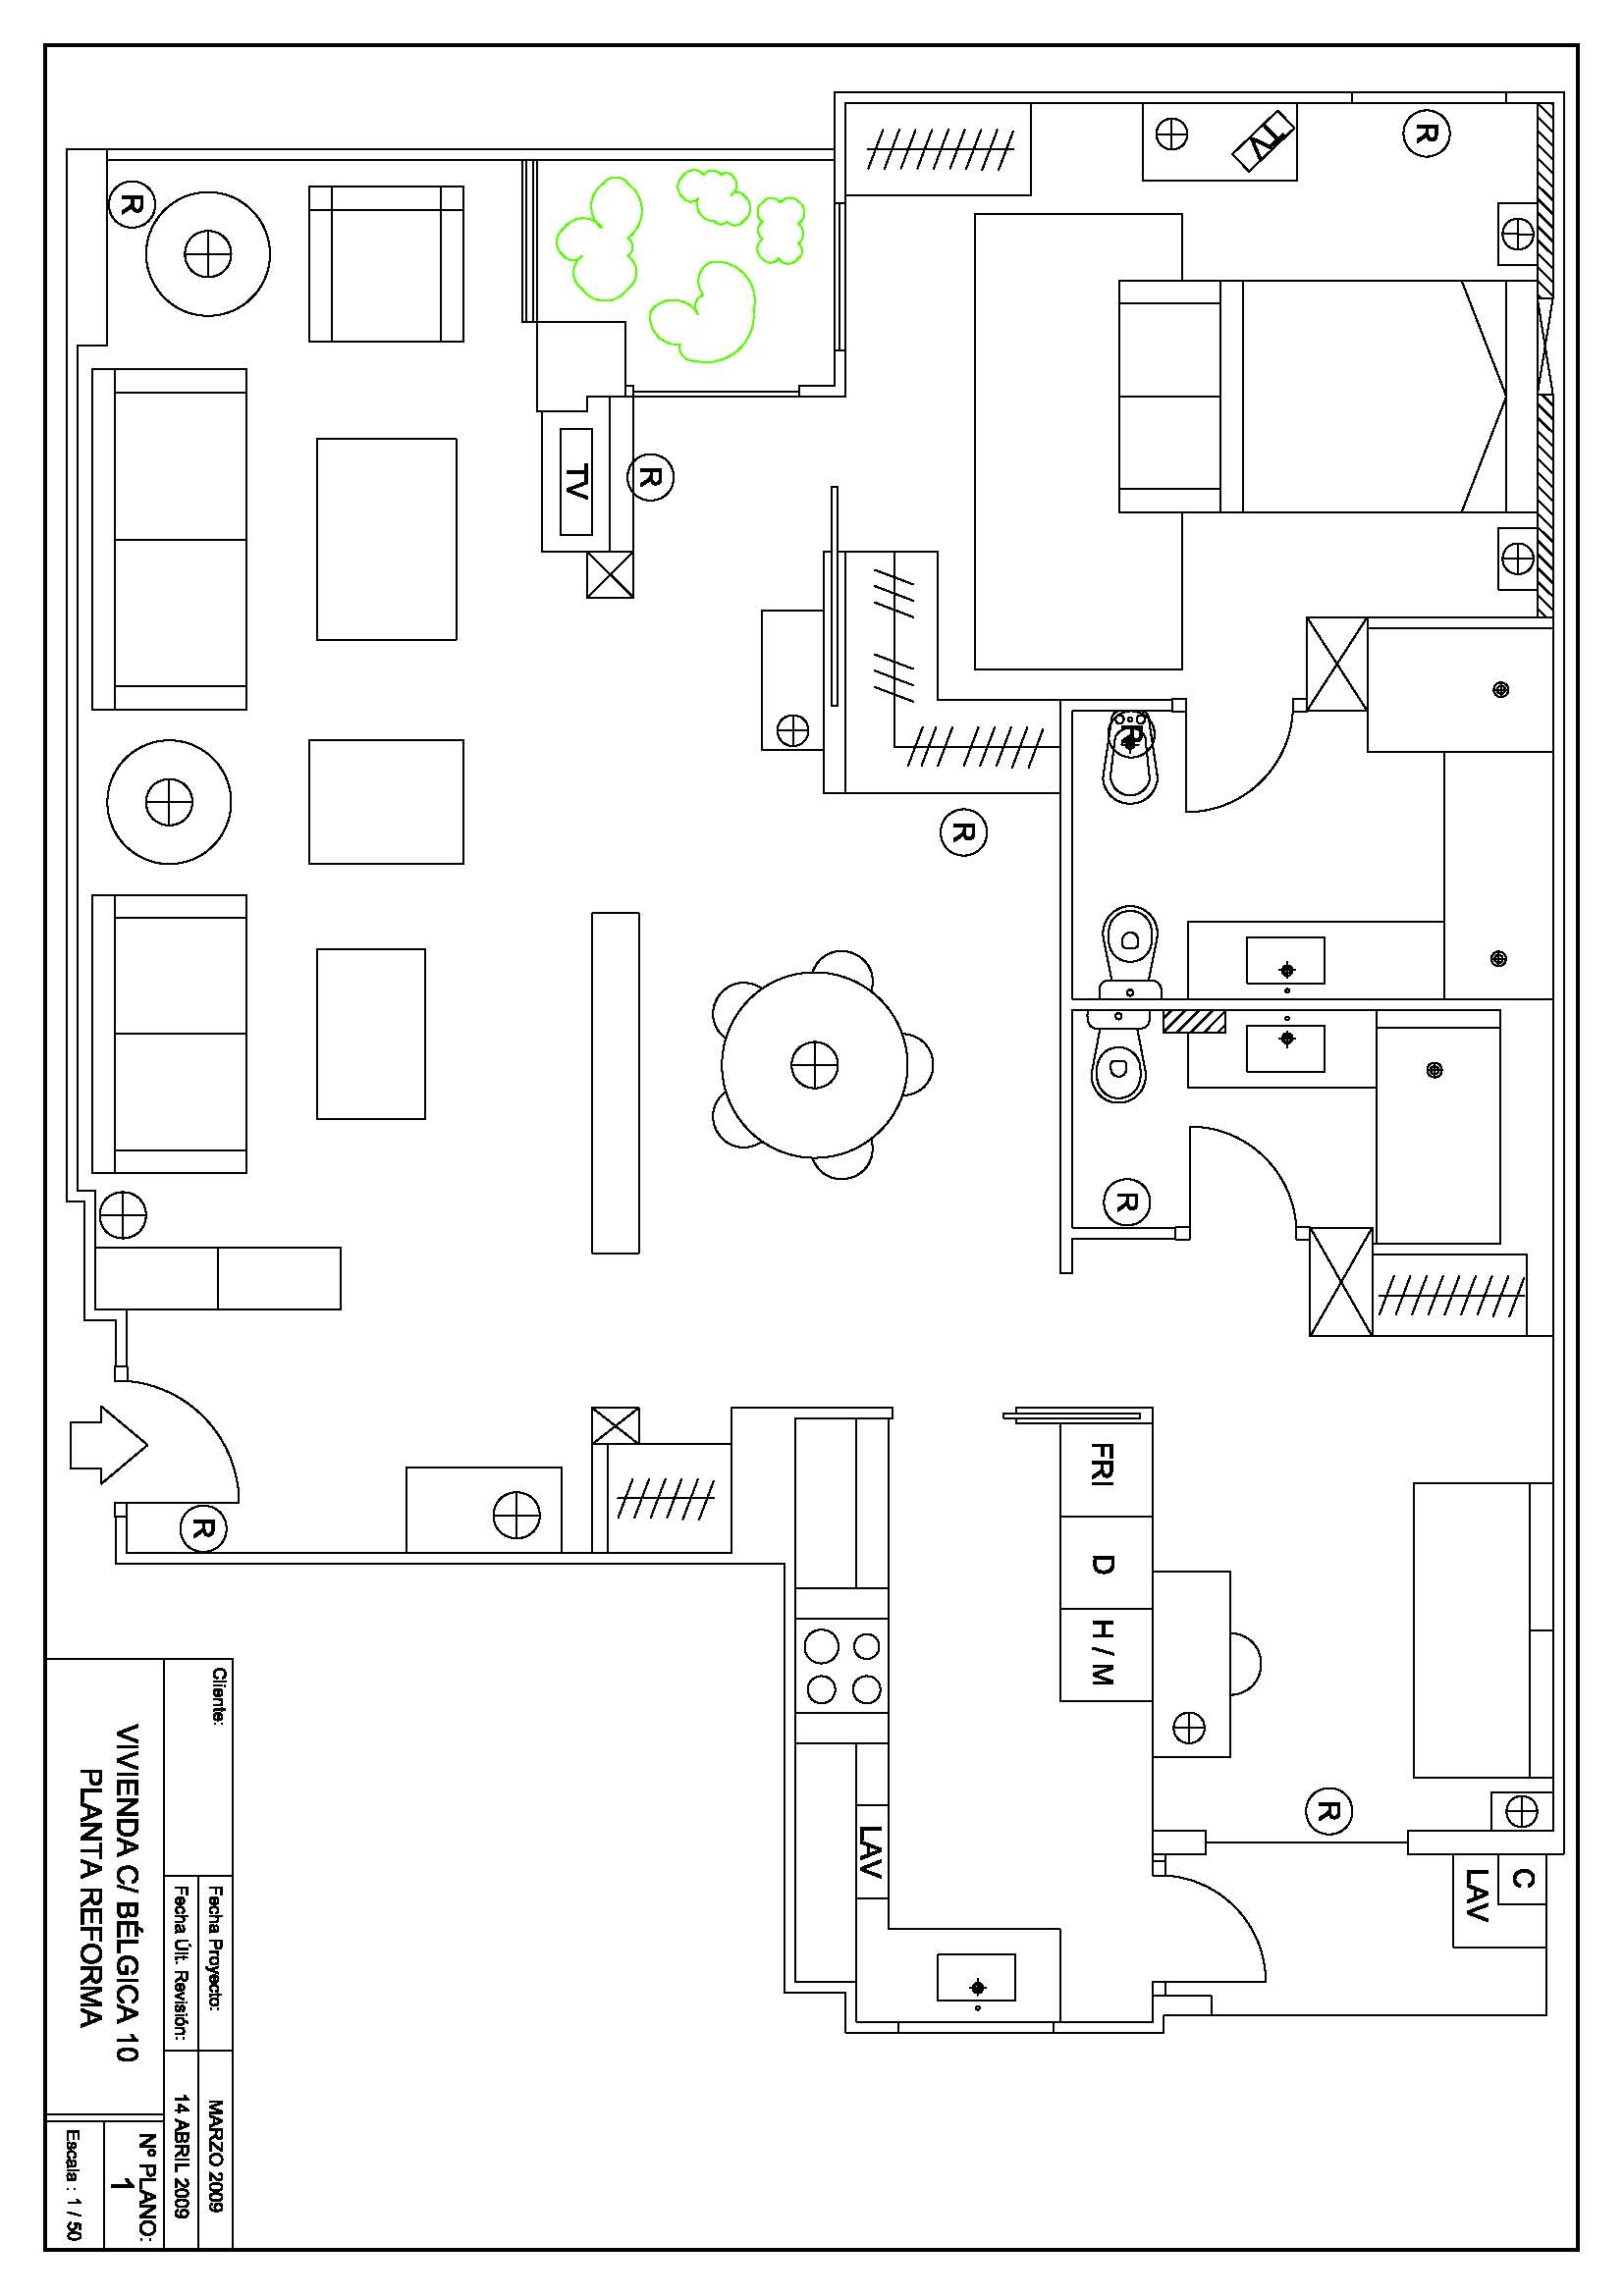 R
TV
R
TV
R
R
R
R
R
R
FRI
D
H / M
LAV
C
LAV
Cliente:
VIVIENDA C/ BÉLGICA 10
PLANTA REFORMA
Fecha Proyecto:
MARZO 2009
Fecha Últ. Revisión:
14 ABRIL 2009
Nº PLANO:
1
Escala : 1 / 50